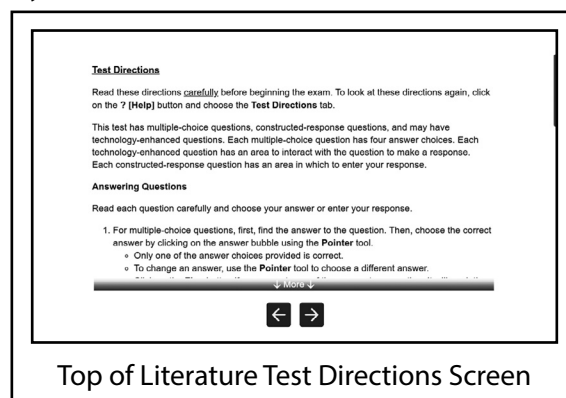 Test Directions
Read these directions carefully before beginning the exam. To look at these directions again, click
on the ? [Help] button and choose the Test Directions tab.
This test has multiple-choice questions, constructed-response questions, and may have
technology-enhanced questions. Each multiple-choice question has four answer choices. Each
technology-enhanced question has an area to interact with the question to make a response.
Each constructed-response question has an area in which to enter your response.
Answering Questions
Read each question carefully and choose your answer or enter your response.
1. For multiple-choice questions, first, find the answer to the question. Then, choose the correct
answer by clicking on the answer bubble using the Pointer tool.
Only one of the answer choices provided is correct.
To change an answer, use the Pointer tool to choose a different answer.
↓ More ↓
← →
Top of Literature Test Directions Screen